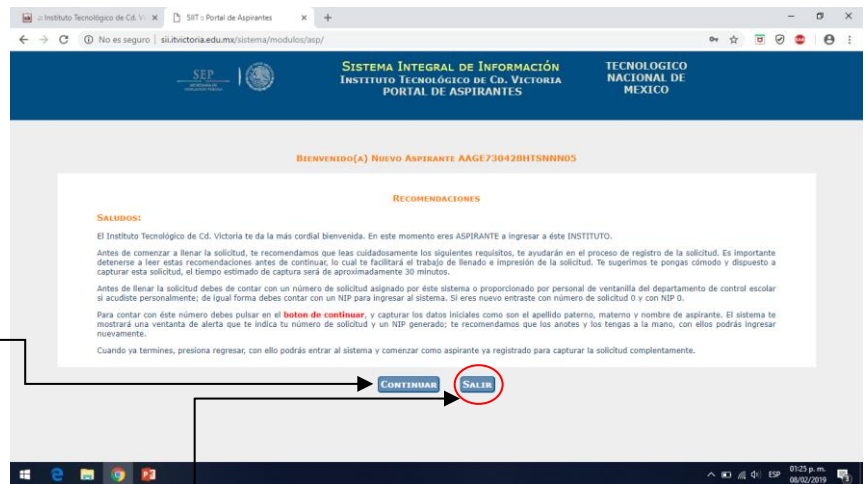 .:: Instituto Tecnológico de Cd. Vi
SIIT :: Portal de Aspirantes
No es seguro | sii.itvictoria.edu.mx/sistema/modulos/asp/
SEP
SISTEMA INTEGRAL DE INFORMACIÓN
INSTITUTO TECNOLÓGICO DE CD. VICTORIA
PORTAL DE ASPIRANTES
TECNOLOGICO
NACIONAL DE
MEXICO
BIENVENIDO(A) NUEVO ASPIRANTE AAGE730428HTSNNN05
RECOMENDACIONES
SALUDOS:
El Instituto Tecnológico de Cd. Victoria te da la más cordial bienvenida. En este momento eres ASPIRANTE a ingresar a éste INSTITUTO.
Antes de comenzar a llenar la solicitud, te recomendamos que leas cuidadosamente los siguientes requisitos, te ayudarán en el proceso de registro de la solicitud. Es importante
detenerse a leer estas recomendaciones antes de continuar, lo cual te facilitará el trabajo de llenado e impresión de la solicitud. Te sugerimos te pongas cómodo y dispuesto a
capturar esta solicitud, el tiempo estimado de captura será de aproximadamente 30 minutos.
Antes de llenar la solicitud debes de contar con un número de solicitud asignado por éste sistema o proporcionado por personal de ventanilla del departamento de control escolar
si acudiste personalmente; de igual forma debes contar con un NIP para ingresar al sistema. Si eres nuevo entraste con número de solicitud 0 y con NIP 0.
Para contar con éste número debes pulsar en el boton de continuar, y capturar los datos iniciales como son el apellido paterno, materno y nombre de aspirante. El sistema te
mostrará una ventanta de alerta que te indica tu número de solicitud y un NIP generado; te recomendamos que los anotes y los tengas a la mano, con ellos podrás ingresar
nuevamente.
Cuando ya termines, presiona regresar, con ello podrás entrar al sistema y comenzar como aspirante ya registrado para capturar la solicitud complentamente.
CONTINUAR SALIR
ESP
01:25 p. m.
08/02/2019